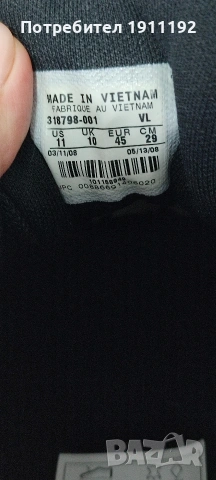 Потребител 1911192
MADE IN VIETNAM
FABRIQUE AU VIETNAM
318798-001 VL
US UK EUR CM
11 10 45 29
03/11/08 05/13/08
Bazar